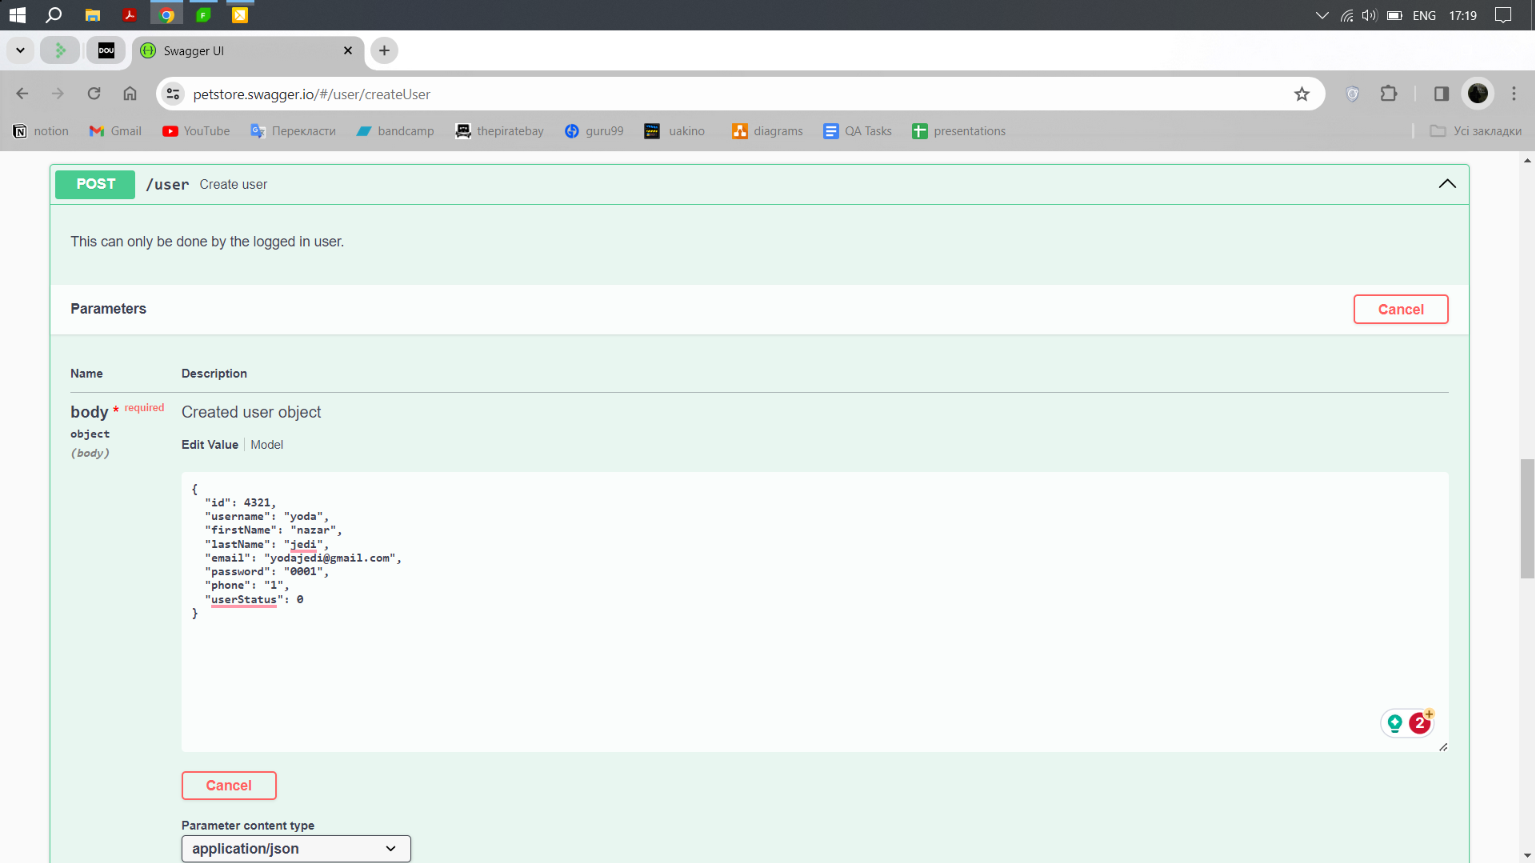 ENG 17:19
DOU Swagger UI
petstore.swagger.io/#/user/createUser
notion Gmail YouTube Перекласти bandcamp thepiratebay guru99 uakino diagrams QA Tasks presentations Усі закладки
POST /user Create user
This can only be done by the logged in user.
Parameters Cancel
Name Description
body * required Created user object
object
Edit Value Model
(body)
{
"id": 4321,
"username": "yoda",
"firstName": "nazar",
"lastName": "jedi",
"email": "yodajedi@gmail.com",
"password": "0001",
"phone": "1",
"userStatus": 0
}
2
Cancel
Parameter content type
application/json